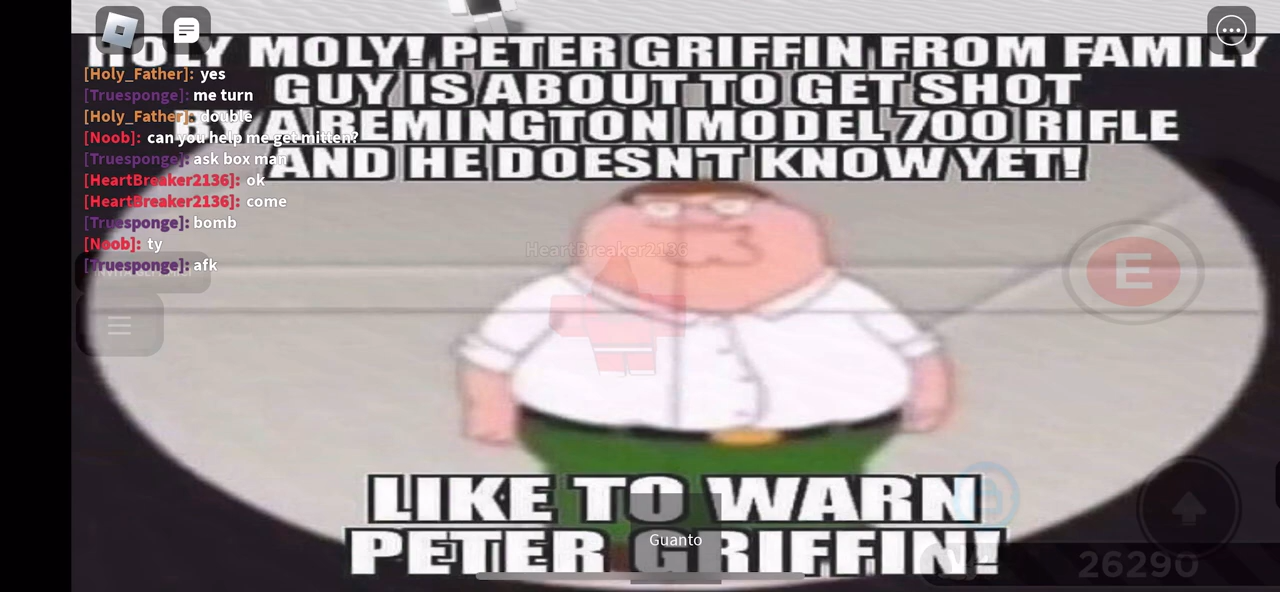 HOLY MOLY! PETER GRIFFIN FROM FAMILY
GUY IS ABOUT TO GET SHOT
A REMINGTON MODEL 700 RIFLE
AND HE DOESN'T KNOW YET!
[Holy_Father]: yes
[Truesponge]: me turn
[Holy_Father]: double
[Noob]: can you help me get mitten?
[Truesponge]: ask box man
[HeartBreaker2136]: ok
[HeartBreaker2136]: come
[Truesponge]: bomb
[Noob]: ty
[Truesponge]: afk
HeartBreaker2136
E
LIKE TO WARN
PETER GRIFFIN!
Guanto
26290